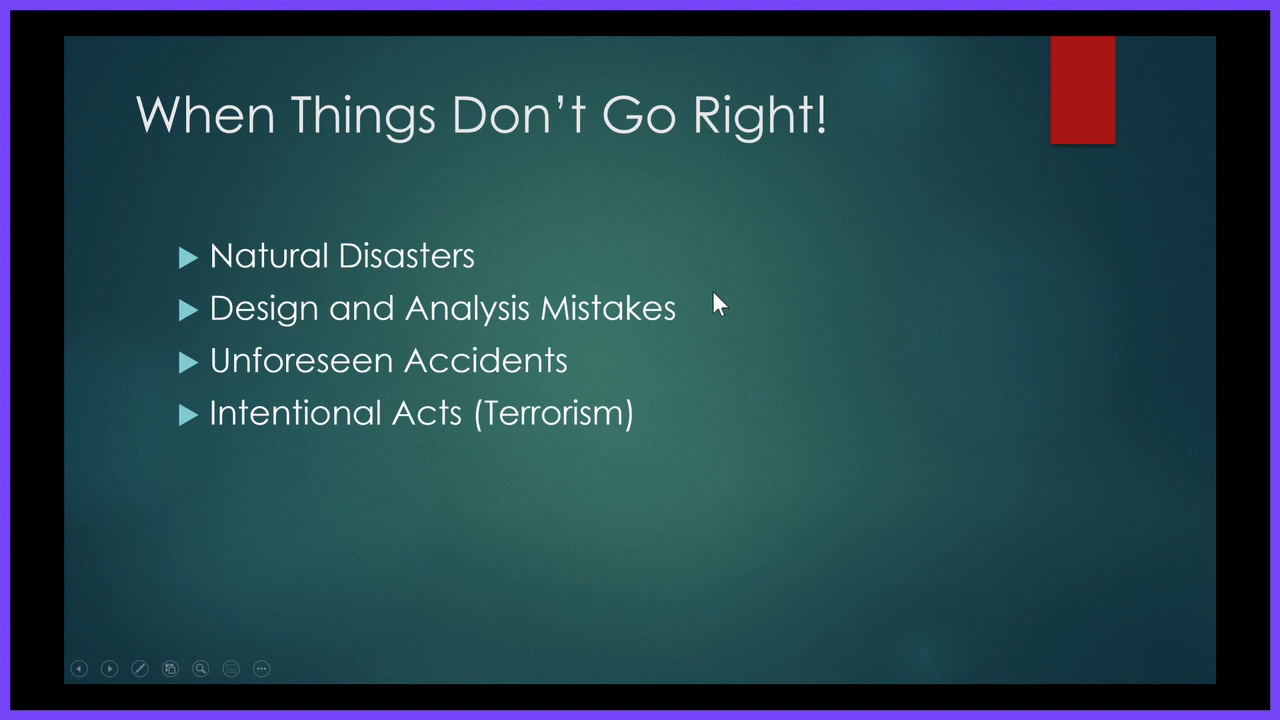 When Things Don’t Go Right!
Natural Disasters
Design and Analysis Mistakes
Unforeseen Accidents
Intentional Acts (Terrorism)